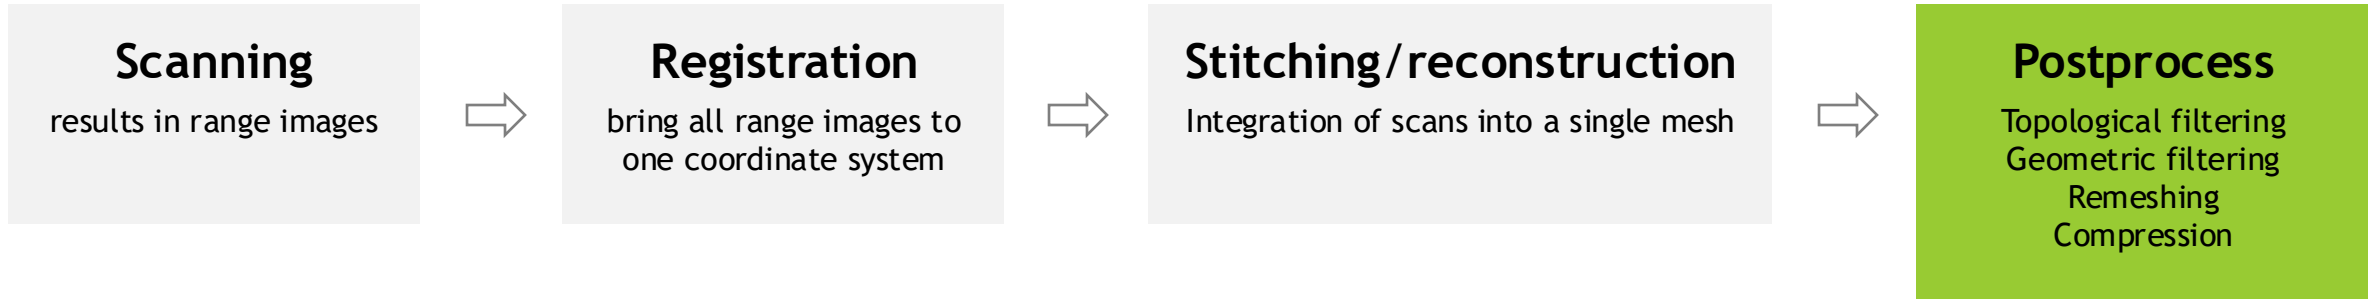 Scanning
results in range images
Registration
bring all range images to
one coordinate system
Stitching/reconstruction
Integration of scans into a single mesh
Postprocess
Topological filtering
Geometric filtering
Remeshing
Compression